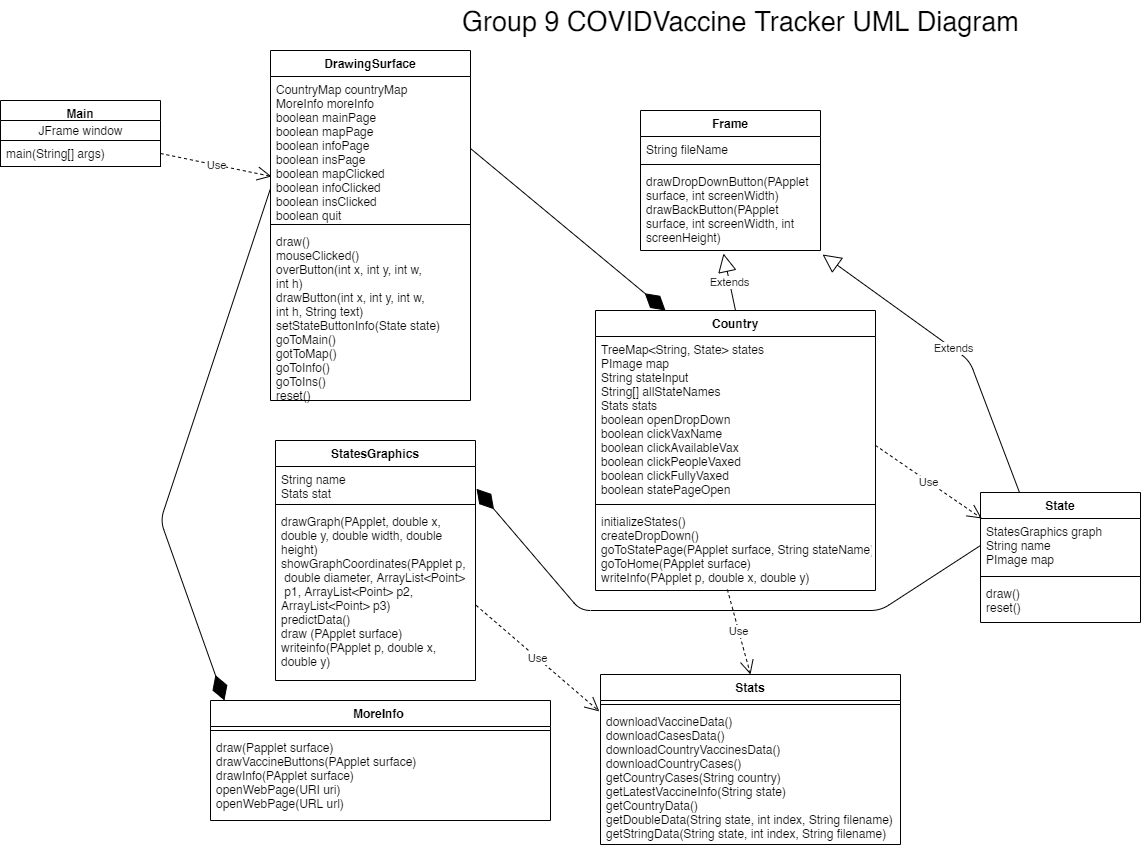 Group 9 COVIDVaccine Tracker UML Diagram
Main
JFrame window
main(String[] args)
Use
DrawingSurface
CountryMap countryMap
MoreInfo moreInfo
boolean mainPage
boolean mapPage
boolean infoPage
boolean insPage
boolean mapClicked
boolean infoClicked
boolean insClicked
boolean quit
draw()
mouseClicked()
overButton(int x, int y, int w,
int h)
drawButton(int x, int y, int w,
int h, String text)
setStateButtonInfo(State state)
goToMain()
gotToMap()
goToInfo()
goToIns()
reset()
Frame
String fileName
drawDropDownButton(PApplet
surface, int screenWidth)
drawBackButton(PApplet
surface, int screenWidth, int
screenHeight)
Extends
Extends
Country
TreeMap<String, State> states
PImage map
String stateInput
String[] allStateNames
Stats stats
boolean openDropDown
boolean clickVaxName
boolean clickAvailableVax
boolean clickPeopleVaxed
boolean clickFullyVaxed
boolean statePageOpen
initializeStates()
createDropDown()
goToStatePage(PApplet surface, String stateName)
goToHome(PApplet surface)
writeInfo(PApplet p, double x, double y)
Use
State
StatesGraphics graph
String name
PImage map
draw()
reset()
StatesGraphics
String name
Stats stat
drawGraph(PApplet, double x,
double y, double width, double
height)
showGraphCoordinates(PApplet p,
double diameter, ArrayList<Point>
p1, ArrayList<Point> p2,
ArrayList<Point> p3)
predictData()
draw (PApplet surface)
writeinfo(PApplet p, double x,
double y)
Use
Use
MoreInfo
draw(Papplet surface)
drawVaccineButtons(PApplet surface)
drawInfo(PApplet surface)
openWebPage(URI uri)
openWebPage(URL url)
Stats
downloadVaccineData()
downloadCasesData()
downloadCountryVaccinesData()
downloadCountryCases()
getCountryCases(String country)
getLatestVaccineInfo(String state)
getCountryData()
getDoubleData(String state, int index, String filename)
getStringData(String state, int index, String filename)